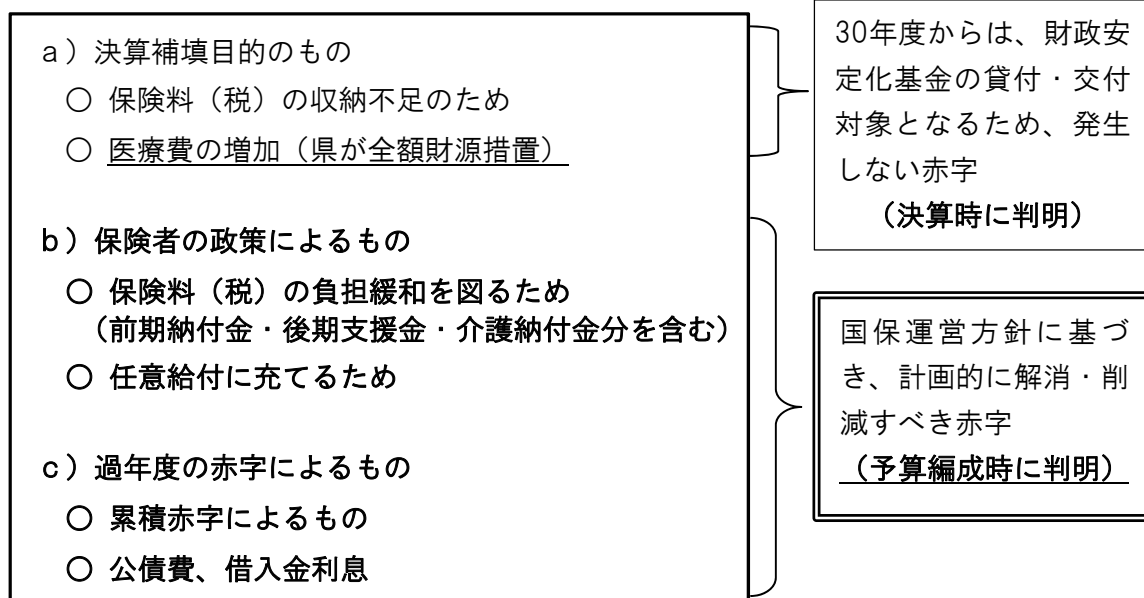 a）決算補填目的のもの
○ 保険料（税）の収納不足のため
○ 医療費の増加（県が全額財源措置）
b）保険者の政策によるもの
○ 保険料（税）の負担緩和を図るため
（前期納付金・後期支援金・介護納付金分を含む）
○ 任意給付に充てるため
c）過年度の赤字によるもの
○ 累積赤字によるもの
○ 公債費、借入金利息
30年度からは、財政安
定化基金の貸付・交付
対象となるため、発生
しない赤字
（決算時に判明）
国保運営方針に基づ
き、計画的に解消・削
減すべき赤字
（予算編成時に判明）